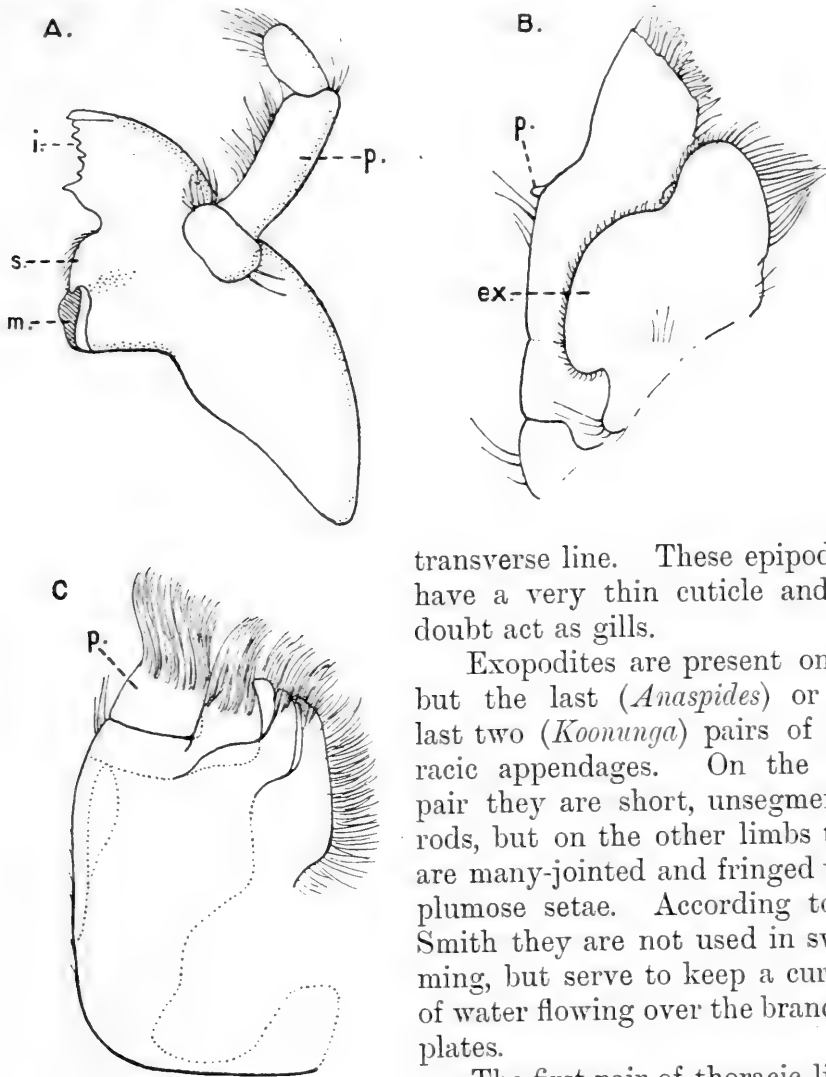 A.
B.
i.
p.
p.
s.
ex.
m.
C
p.
transverse line. These epipod
have a very thin cuticle and
doubt act as gills.
Exopodites are present on
but the last (Anaspides) or
last two (Koonunga) pairs of
racic appendages. On the
pair they are short, unsegmen
rods, but on the other limbs t
are many-jointed and fringed
plumose setae. According to
Smith they are not used in sw
ming, but serve to keep a cur
of water flowing over the branc
plates.
The first pair of thoracic li